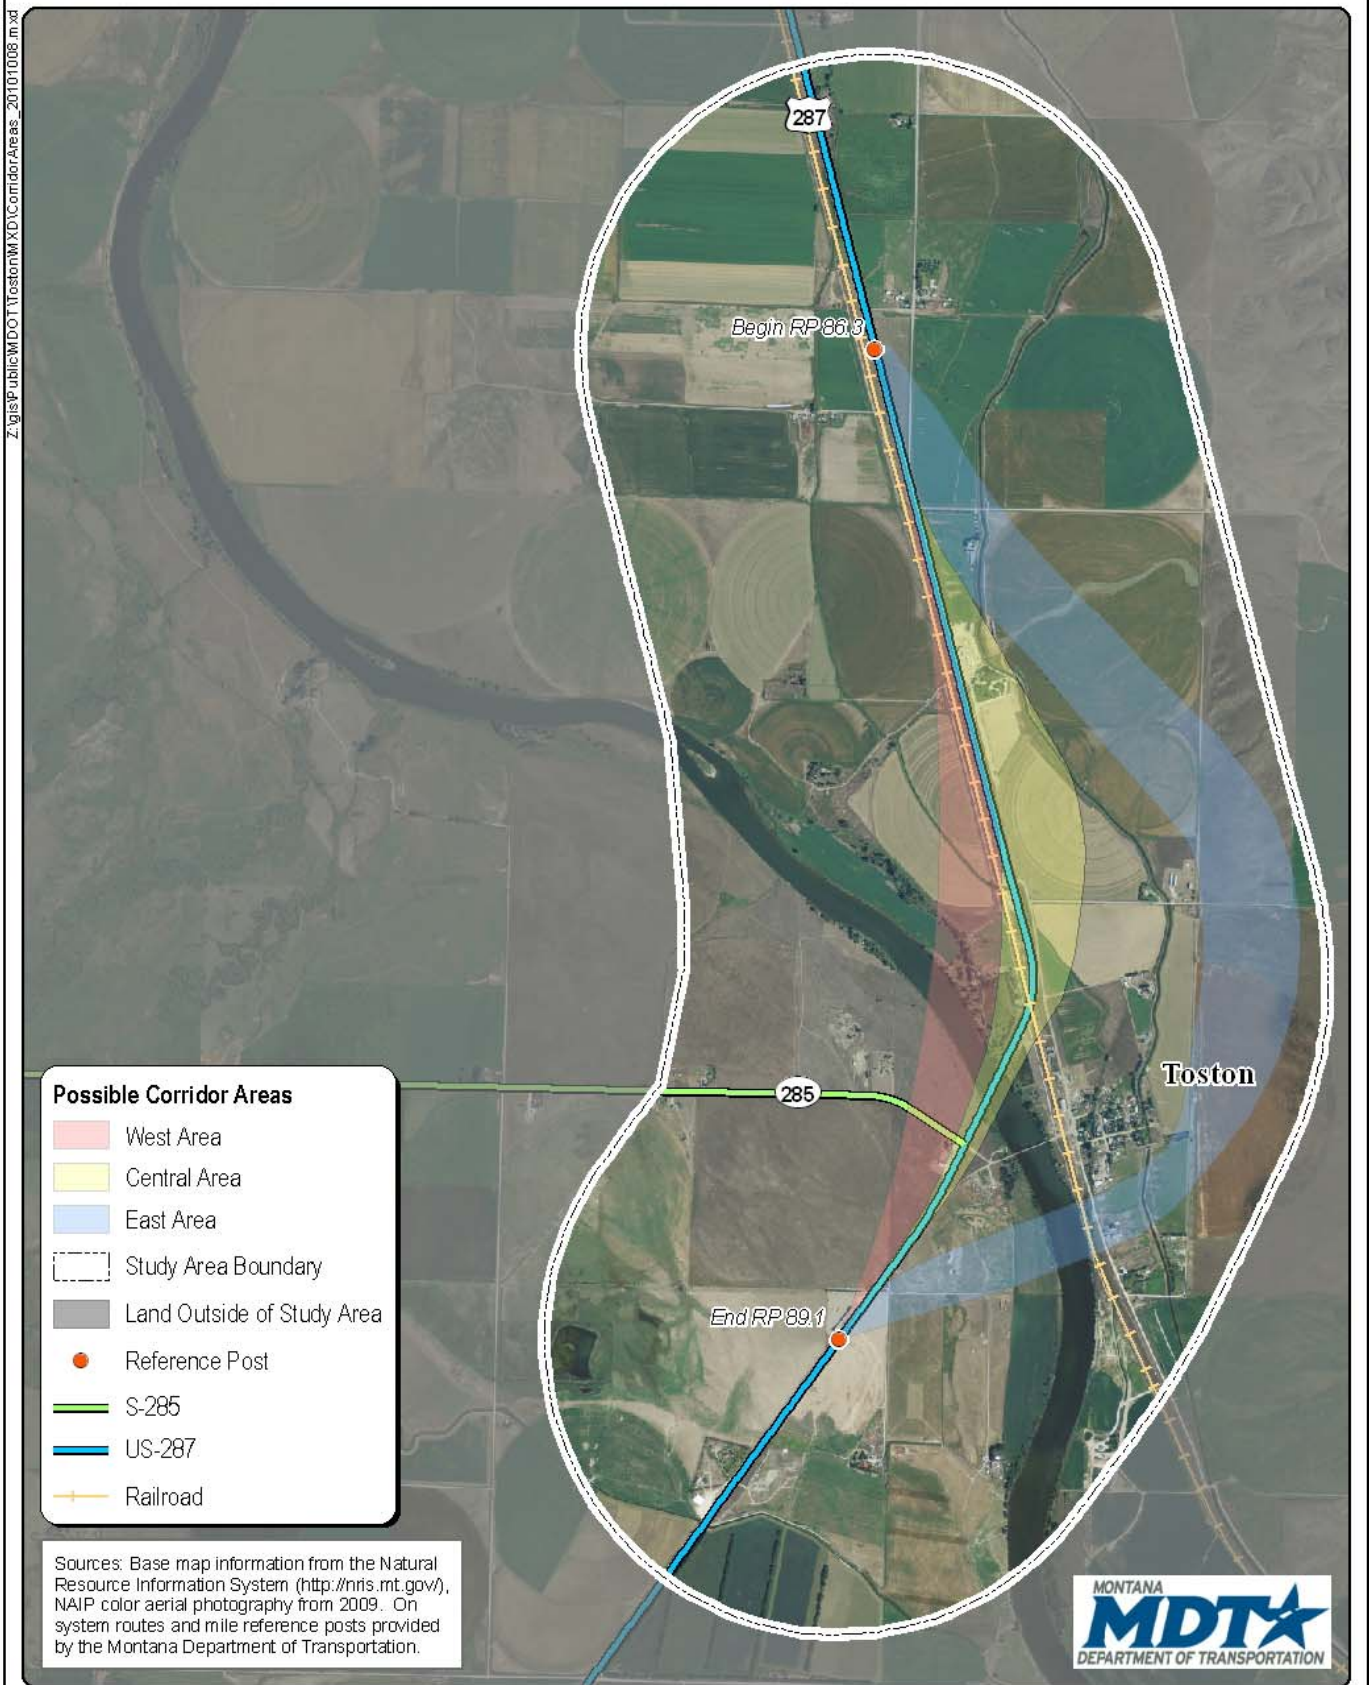 Z:\gis\Public\MDOT\Toston\MXD\CorridorAreas_20101008.mxd
287
Begin RP 86.3
Toston
285
End RP 89.1
Possible Corridor Areas
West Area
Central Area
East Area
Study Area Boundary
Land Outside of Study Area
Reference Post
S-285
US-287
Railroad
Sources: Base map information from the Natural
Resource Information System (http://nris.mt.gov/),
NAIP color aerial photography from 2009. On
system routes and mile reference posts provided
by the Montana Department of Transportation.
MONTANA
MDT
DEPARTMENT OF TRANSPORTATION